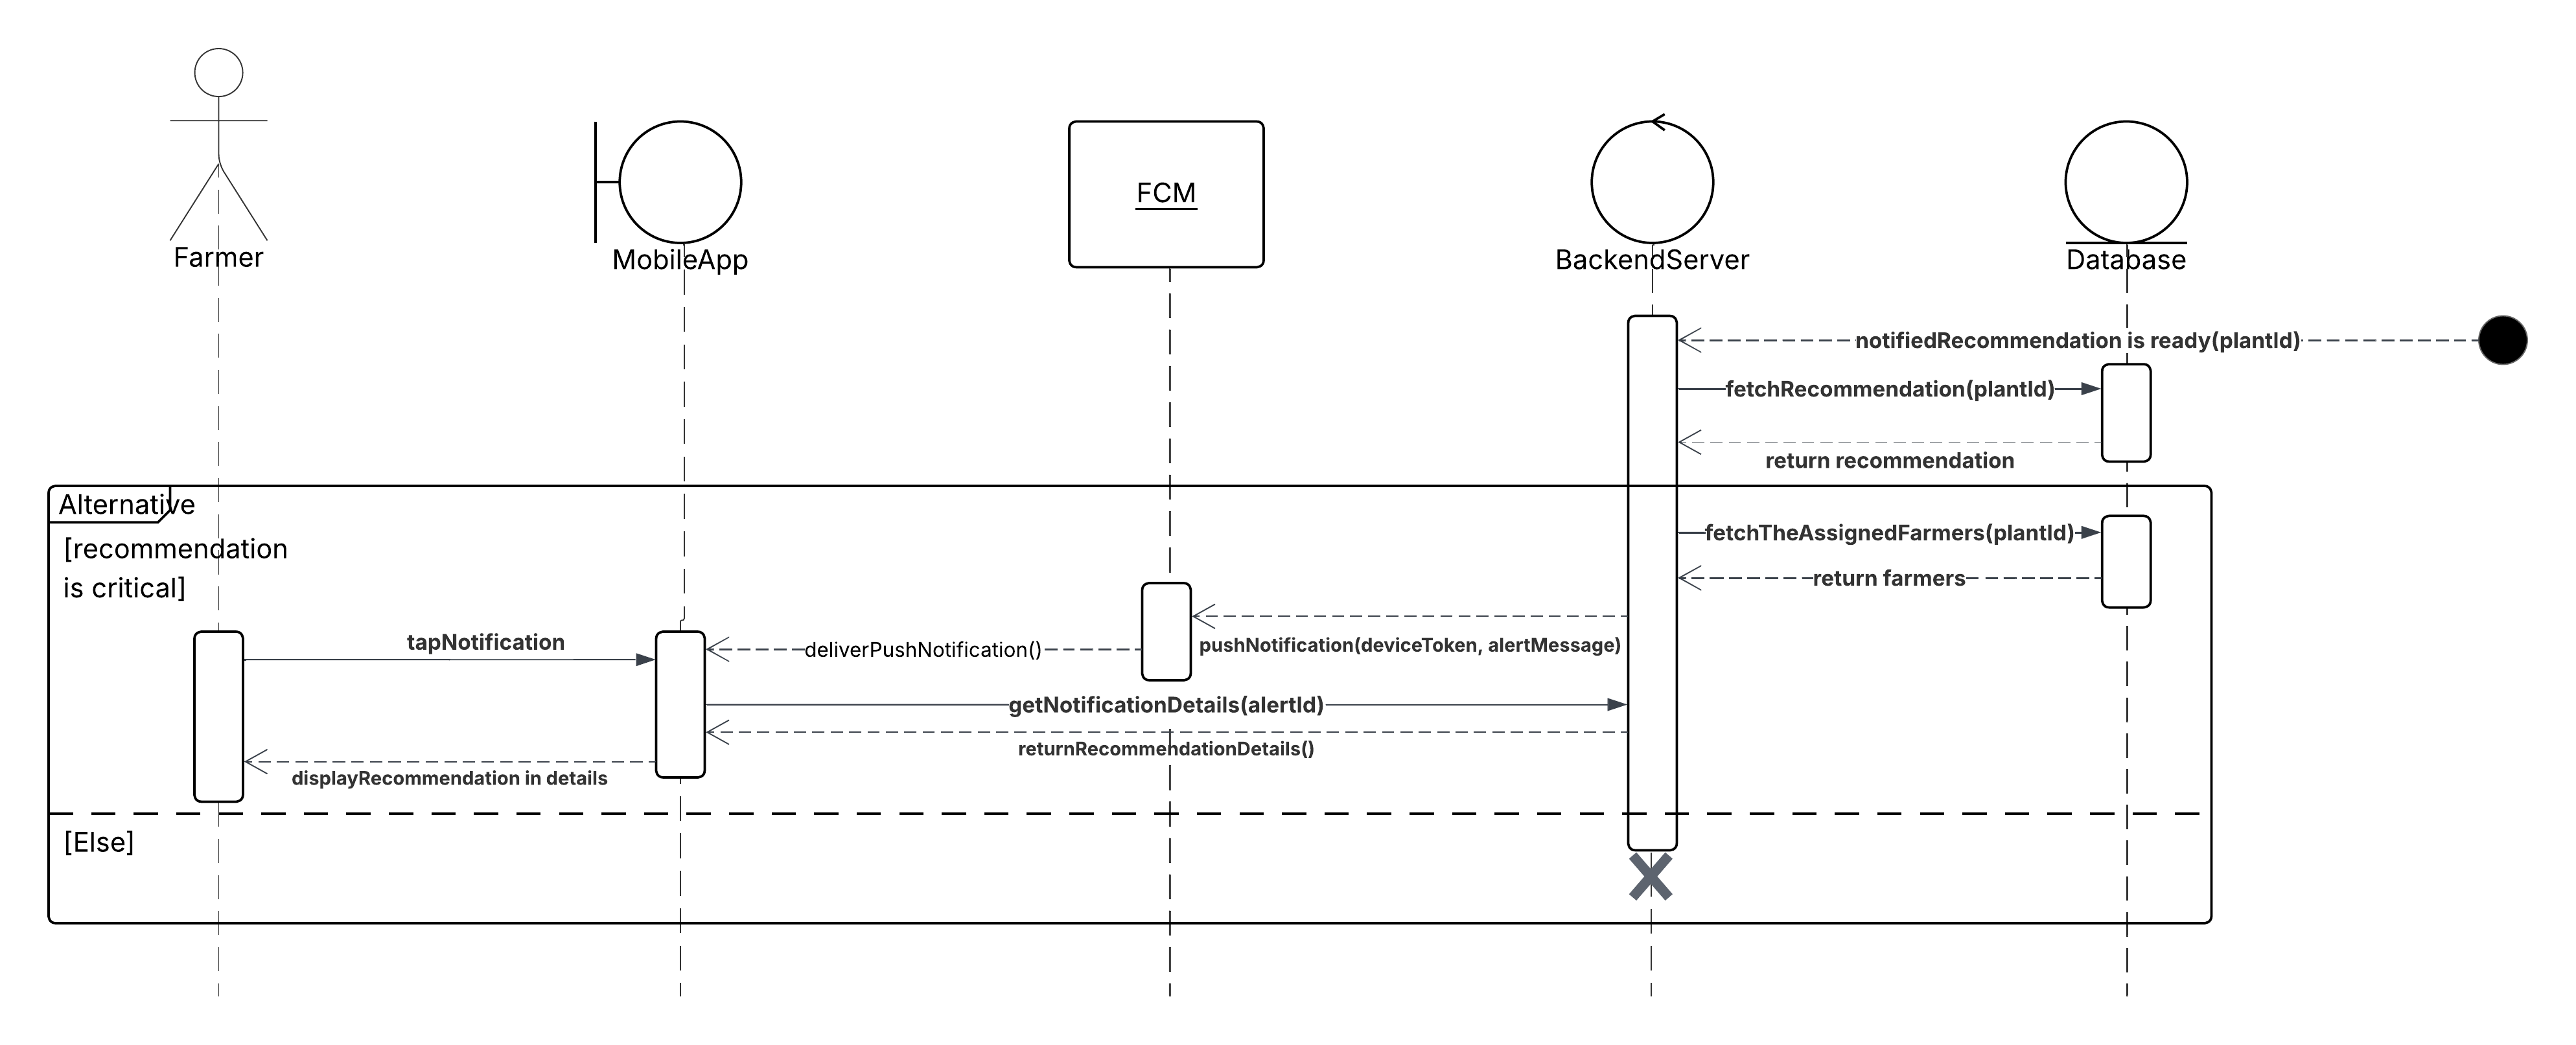 Farmer
MobileApp
FCM
BackendServer
Database
notifiedRecommendation is ready(plantId)
fetchRecommendation(plantId)
return recommendation
Alternative
[recommendation
is critical]
fetchTheAssignedFarmers(plantId)
return farmers
pushNotification(deviceToken, alertMessage)
deliverPushNotification()
tapNotification
getNotificationDetails(alertId)
returnRecommendationDetails()
displayRecommendation in details
[Else]